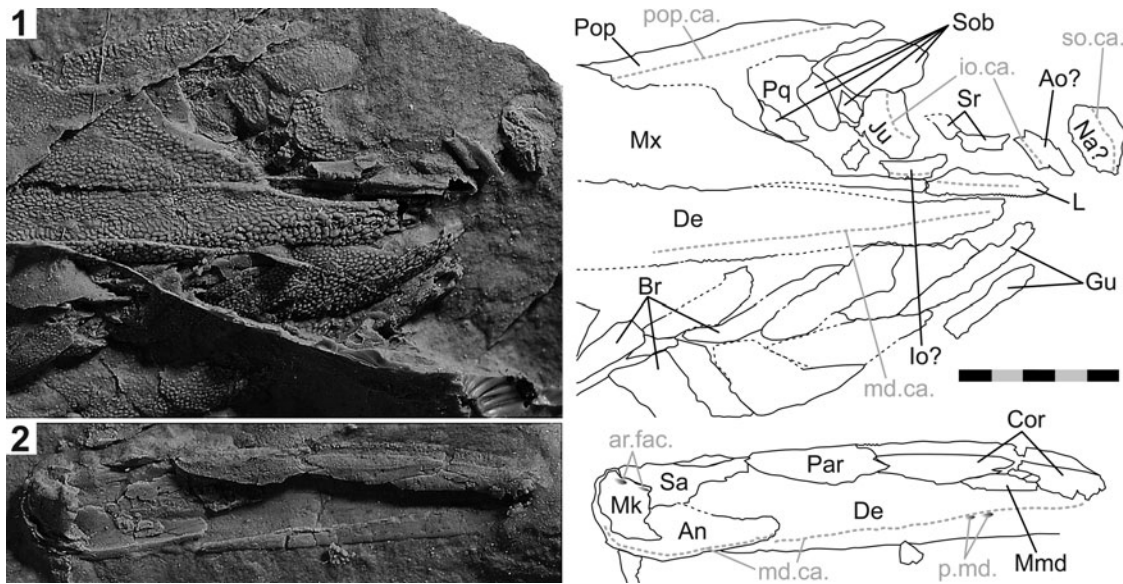 1
Pop
pop.ca.
Sob
so.ca.
io.ca.
Pq
Ju
Sr
Ao?
Na?
Mx
L
De
Br
Gu
Io?
md.ca.
2
ar.fac.
Cor
Par
Sa
Mk
De
An
md.ca.
p.md.
Mmd